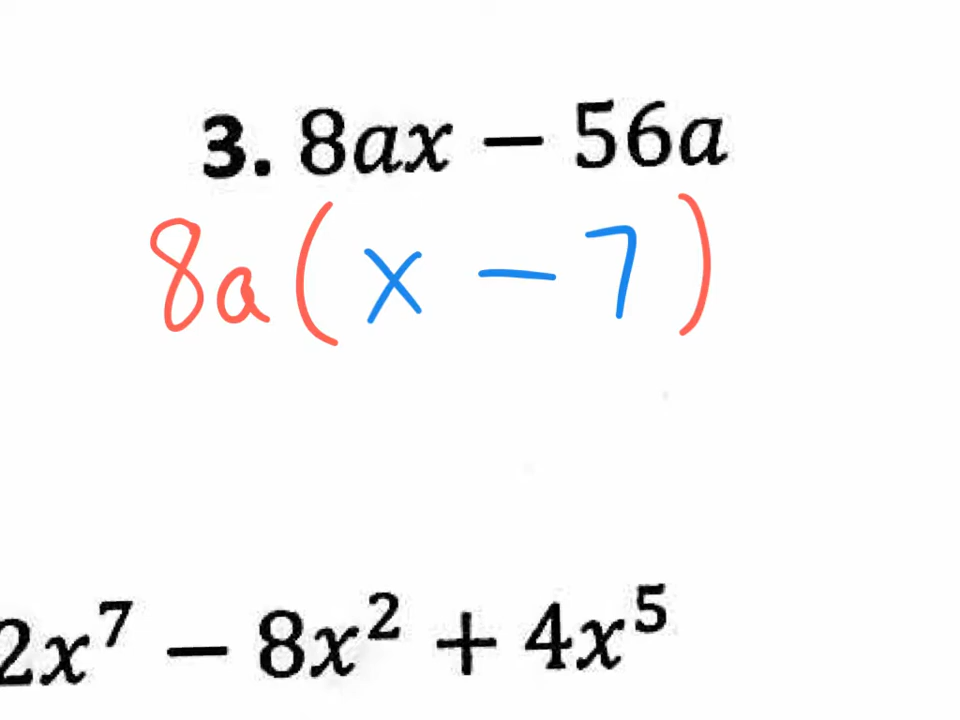 3. 8ax − 56a
8a(x − 7)
2x⁷ − 8x² + 4x⁵